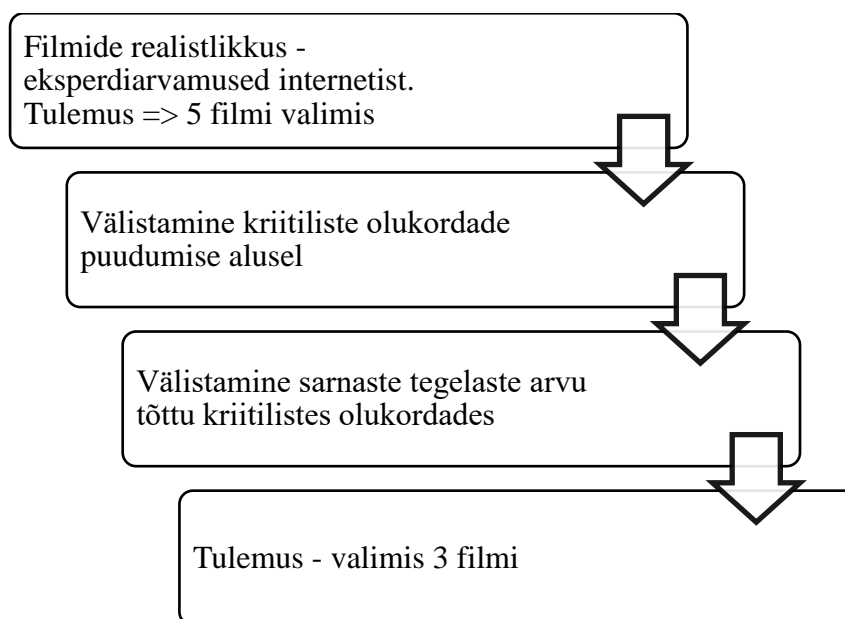 Filmide realistlikkus -
eksperdiarvamused internetist.
Tulemus => 5 filmi valimis
Välistamine kriitiliste olukordade
puudumise alusel
Välistamine sarnaste tegelaste arvu
tõttu kriitilistes olukordades
Tulemus - valimis 3 filmi